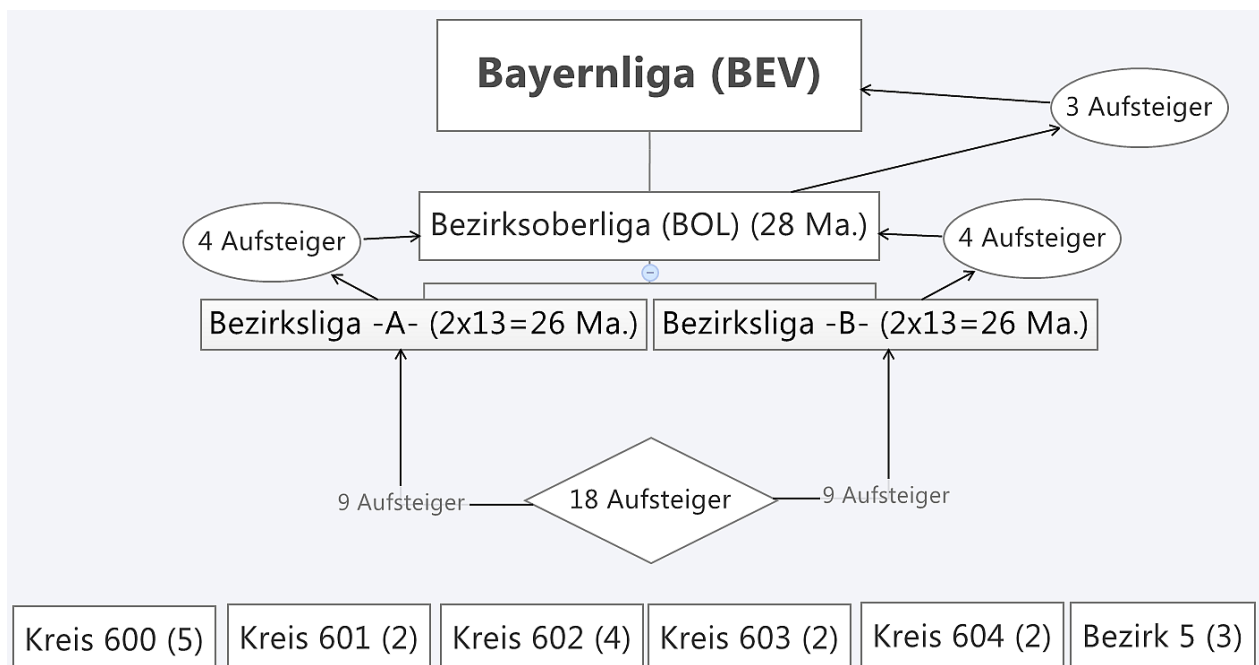 Bayernliga (BEV)
3 Aufsteiger
Bezirksoberliga (BOL) (28 Ma.)
4 Aufsteiger
4 Aufsteiger
Bezirksliga -A- (2x13=26 Ma.)
Bezirksliga -B- (2x13=26 Ma.)
9 Aufsteiger
18 Aufsteiger
9 Aufsteiger
Kreis 600 (5)
Kreis 601 (2)
Kreis 602 (4)
Kreis 603 (2)
Kreis 604 (2)
Bezirk 5 (3)